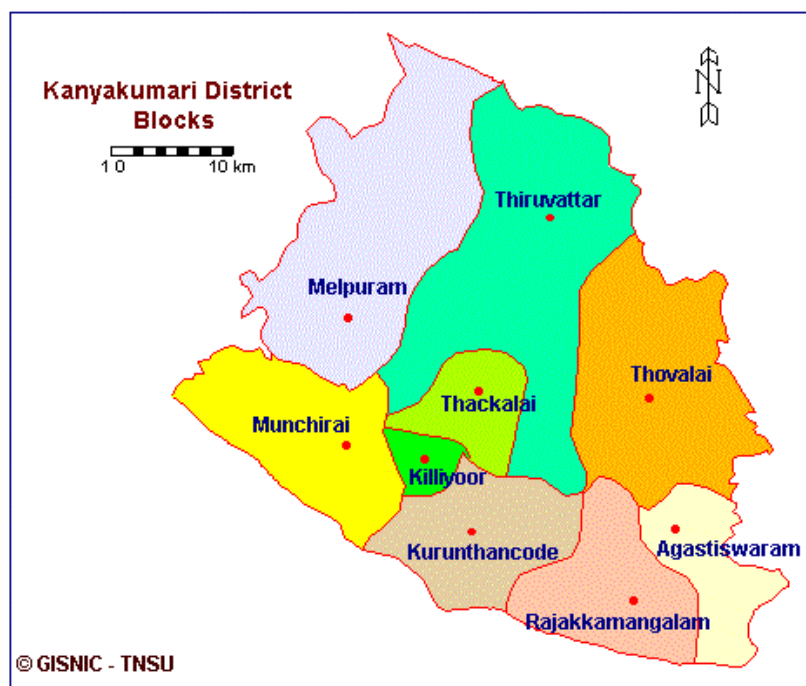 Kanyakumari District
Blocks
1 0 10 km
N
Thiruvattar
Melpuram
Thovalai
Thackalai
Munchirai
Killiyoor
Kurunthancode
Agastiswaram
Rajakkamangalam
© GISNIC - TNSU